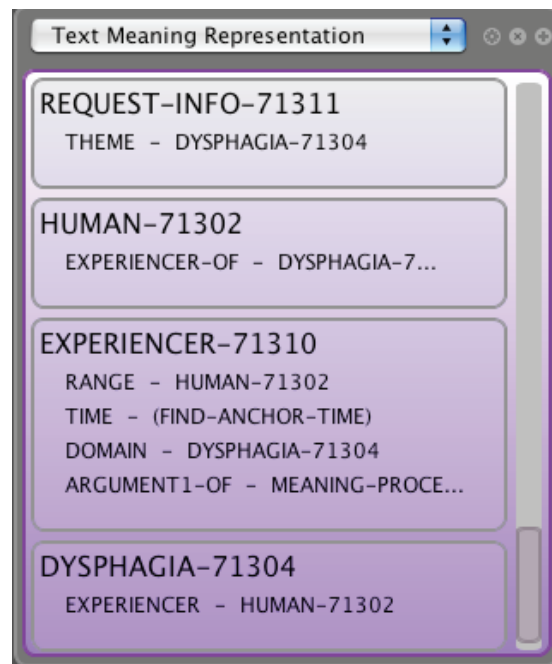 Text Meaning Representation
REQUEST-INFO-71311
THEME - DYSPHAGIA-71304
HUMAN-71302
EXPERIENCER-OF - DYSPHAGIA-7...
EXPERIENCER-71310
RANGE - HUMAN-71302
TIME - (FIND-ANCHOR-TIME)
DOMAIN - DYSPHAGIA-71304
ARGUMENT1-OF - MEANING-PROCE...
DYSPHAGIA-71304
EXPERIENCER - HUMAN-71302